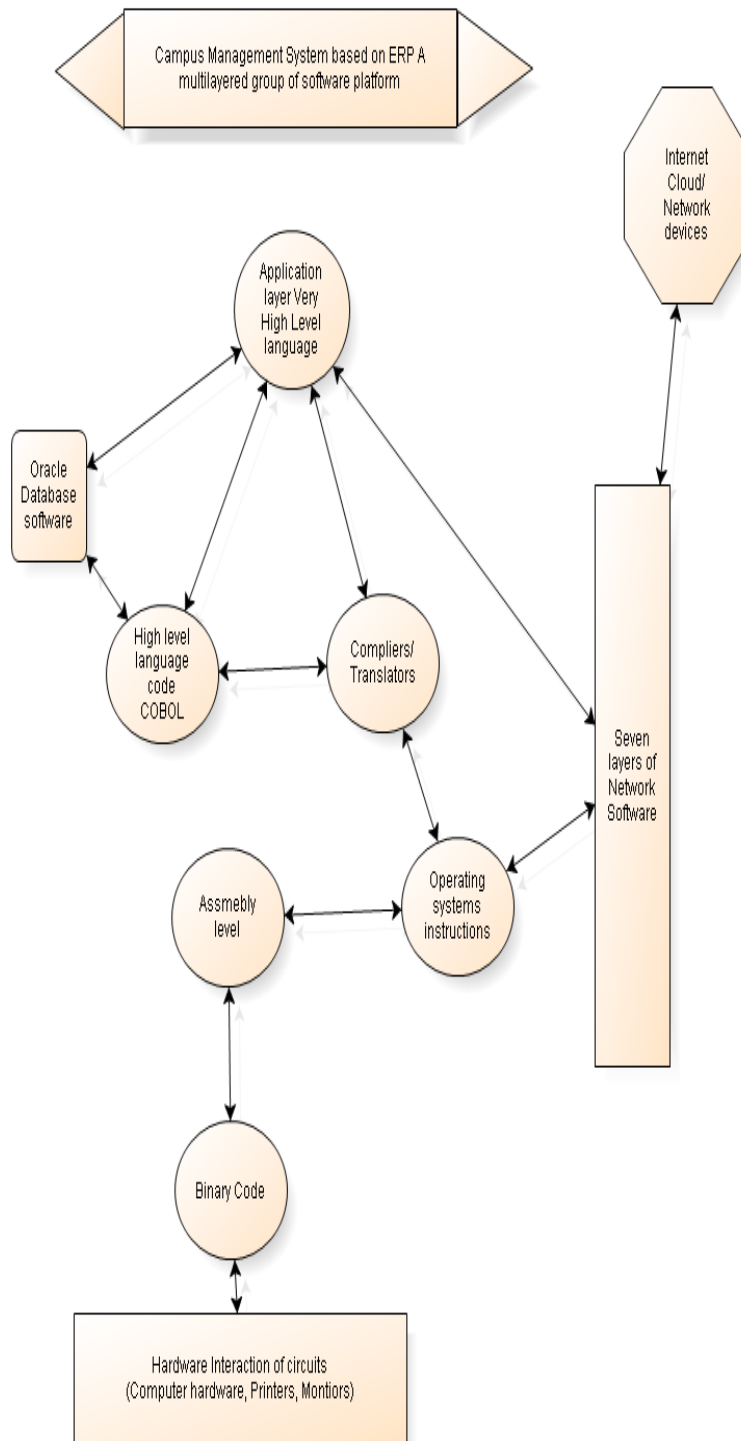 Campus Management System based on ERP A
multilayered group of software platform
Internet
Cloud/
Network
devices
Application
layer Very
High Level
language
Oracle
Database
software
High level
language
code
COBOL
Compliers/
Translators
Seven
layers of
Network
Software
Assmebly
level
Operating
systems
instructions
Binary Code
Hardware Interaction of circuits
(Computer hardware, Printers, Montiors)